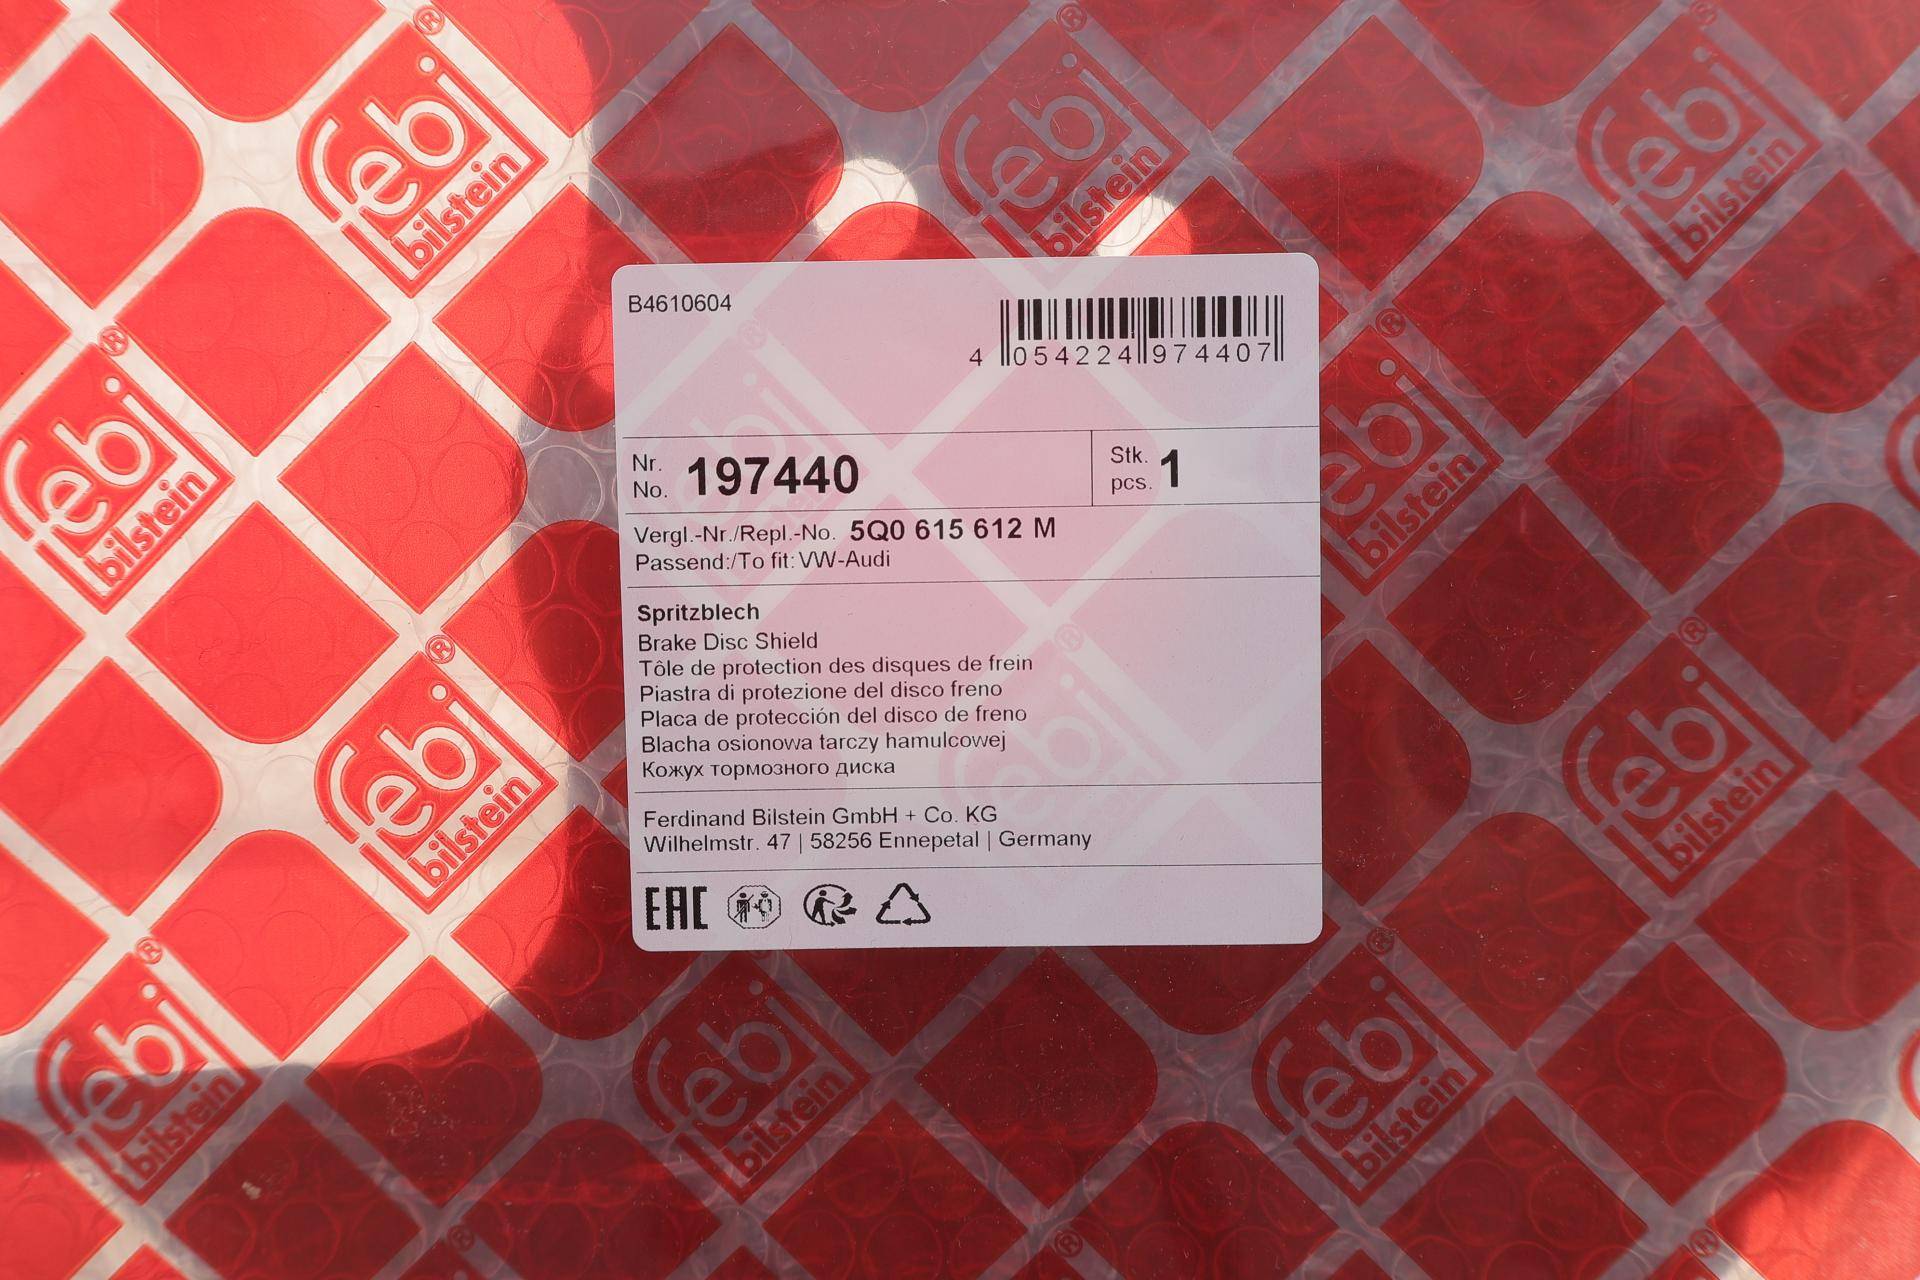 febi®
bilstein
B4610604
4 054224 974407
Nr.
No. 197440
Stk.
pcs. 1
Vergl.-Nr./Repl.-No. 5Q0 615 612 M
Passend:/To fit: VW-Audi
Spritzblech
Brake Disc Shield
Tôle de protection des disques de frein
Piastra di protezione del disco freno
Placa de protección del disco de freno
Blacha osionowa tarczy hamulcowej
Кожух тормозного диска
Ferdinand Bilstein GmbH + Co. KG
Wilhelmstr. 47 | 58256 Ennepetal | Germany
EAC